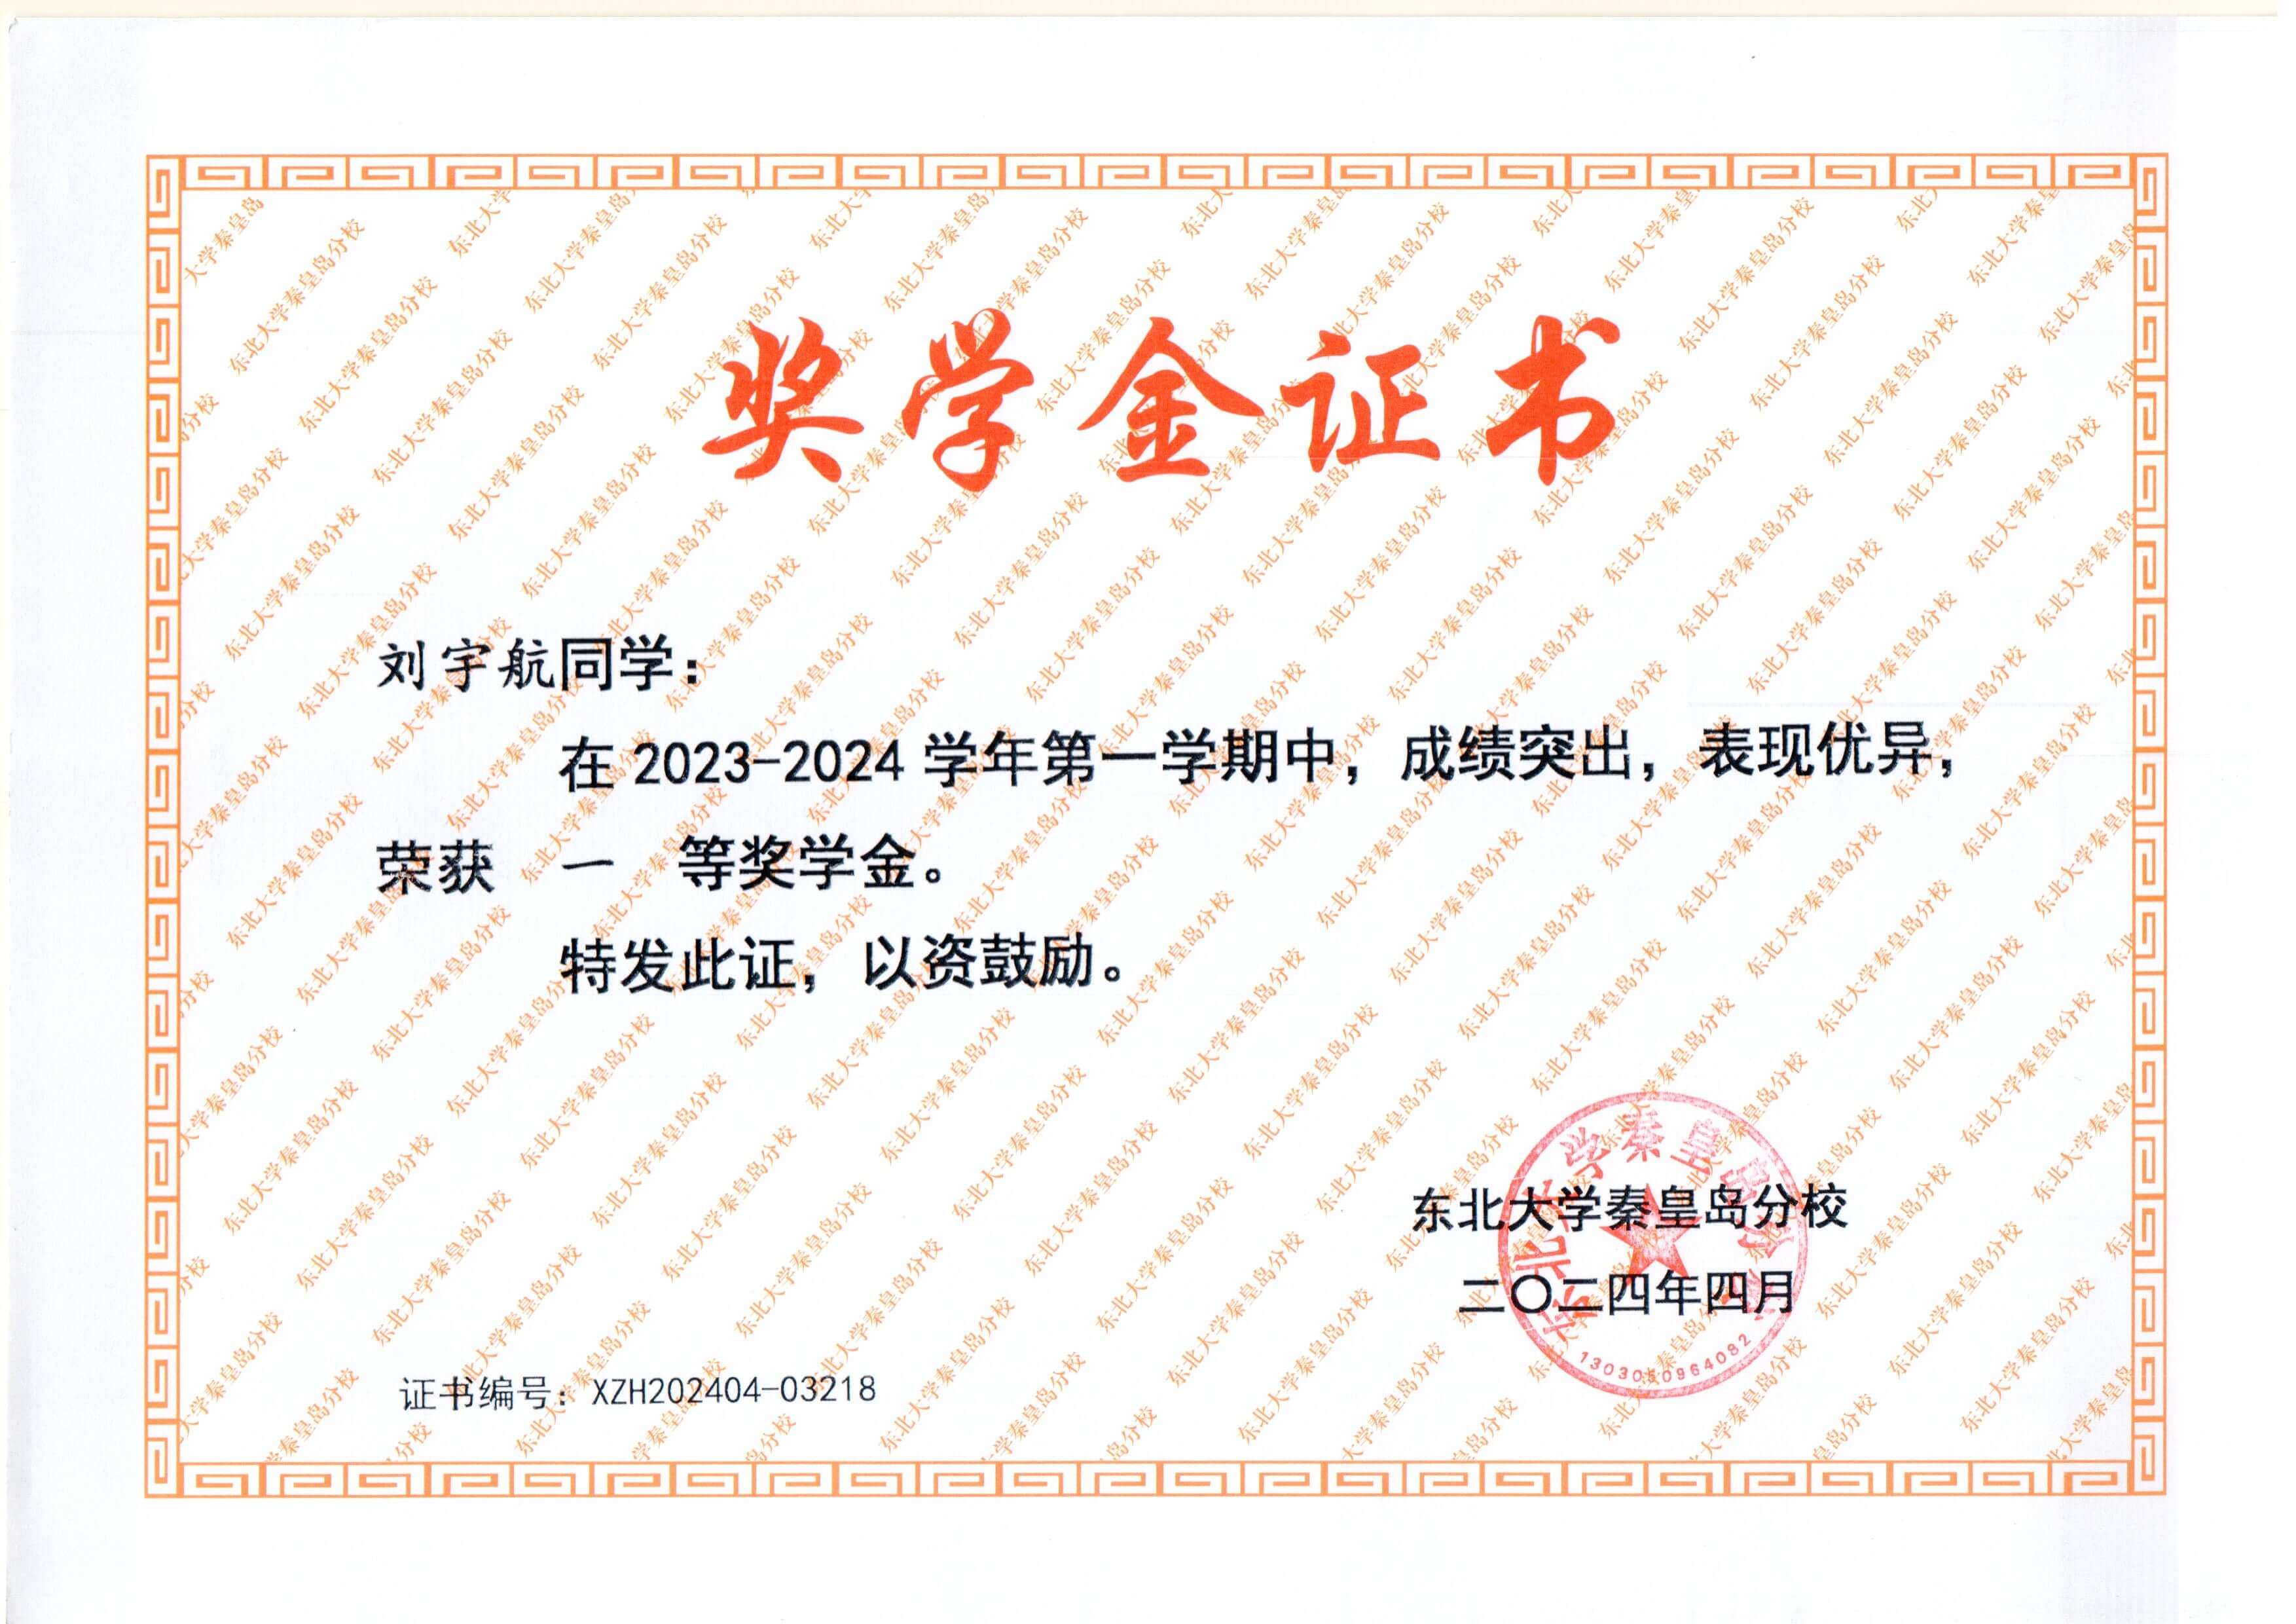 奖学金证书
刘宇航同学：
在 2023-2024 学年第一学期中，成绩突出，表现优异，
荣获 一 等奖学金。
特发此证，以资鼓励。
东北大学秦皇岛分校
二〇二四年四月
东北大学秦皇岛分校
1303050964082
证书编号：XZH202404-03218